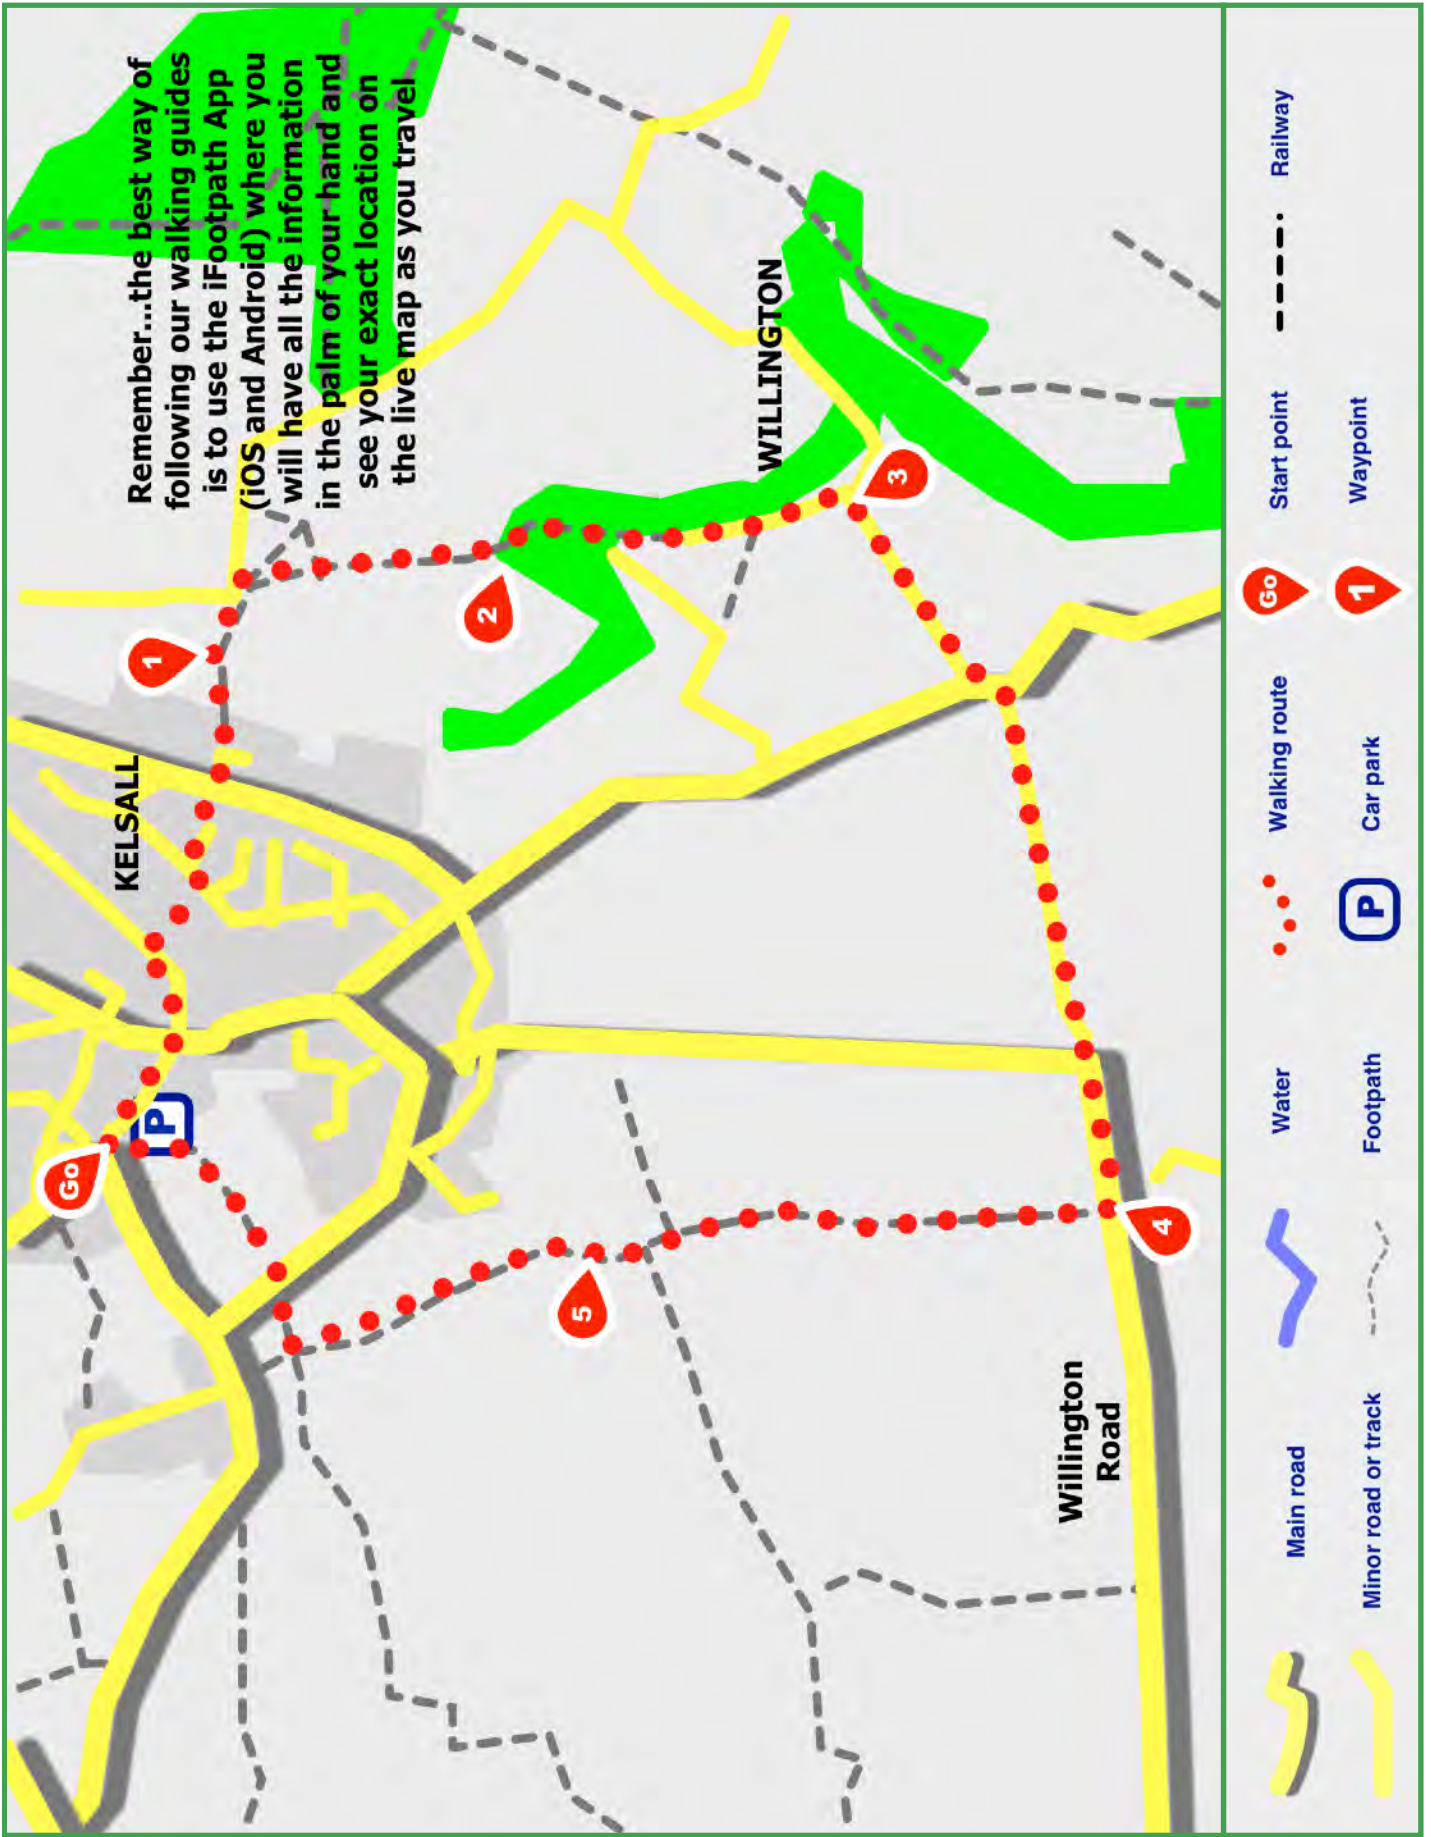 Remember...the best way of
following our walking guides
is to use the iFootpath App
(iOS and Android) where you
will have all the information
in the palm of your hand and
see your exact location on
the live map as you travel
KELSALL
WILLINGTON
Go
P
1
2
3
4
5
Willington
Road
Main road
Water
Walking route
Go
Start point
Railway
Minor road or track
Footpath
P
Car park
1
Waypoint